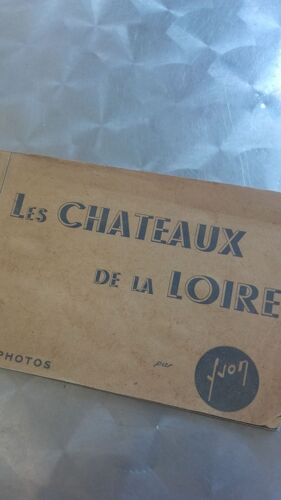 LES CHATEAUX
DE LA LOIRE
PHOTOS par yvon